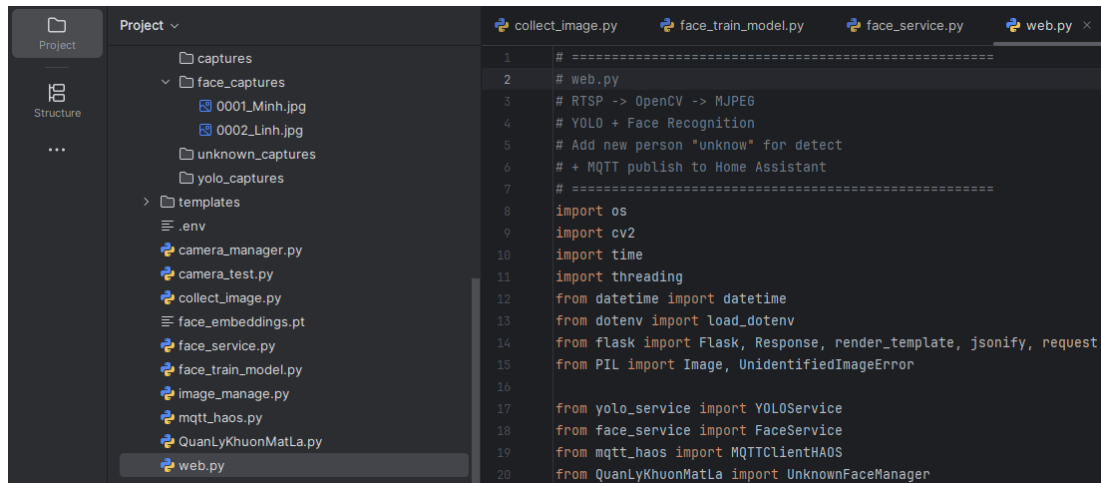 Project
Structure
Project
captures
face_captures
0001_Minh.jpg
0002_Linh.jpg
unknown_captures
yolo_captures
templates
.env
camera_manager.py
camera_test.py
collect_image.py
face_embeddings.pt
face_service.py
face_train_model.py
image_manage.py
mqtt_haos.py
QuanLyKhuonMatLa.py
web.py
collect_image.py face_train_model.py face_service.py web.py ×
1 # =====================================================
2 # web.py
3 # RTSP -> OpenCV -> MJPEG
4 # YOLO + Face Recognition
5 # Add new person "unknow" for detect
6 # + MQTT publish to Home Assistant
7 # =====================================================
8 import os
9 import cv2
10 import time
11 import threading
12 from datetime import datetime
13 from dotenv import load_dotenv
14 from flask import Flask, Response, render_template, jsonify, request
15 from PIL import Image, UnidentifiedImageError
16
17 from yolo_service import YOLOService
18 from face_service import FaceService
19 from mqtt_haos import MQTTClientHAOS
20 from QuanLyKhuonMatLa import UnknownFaceManager